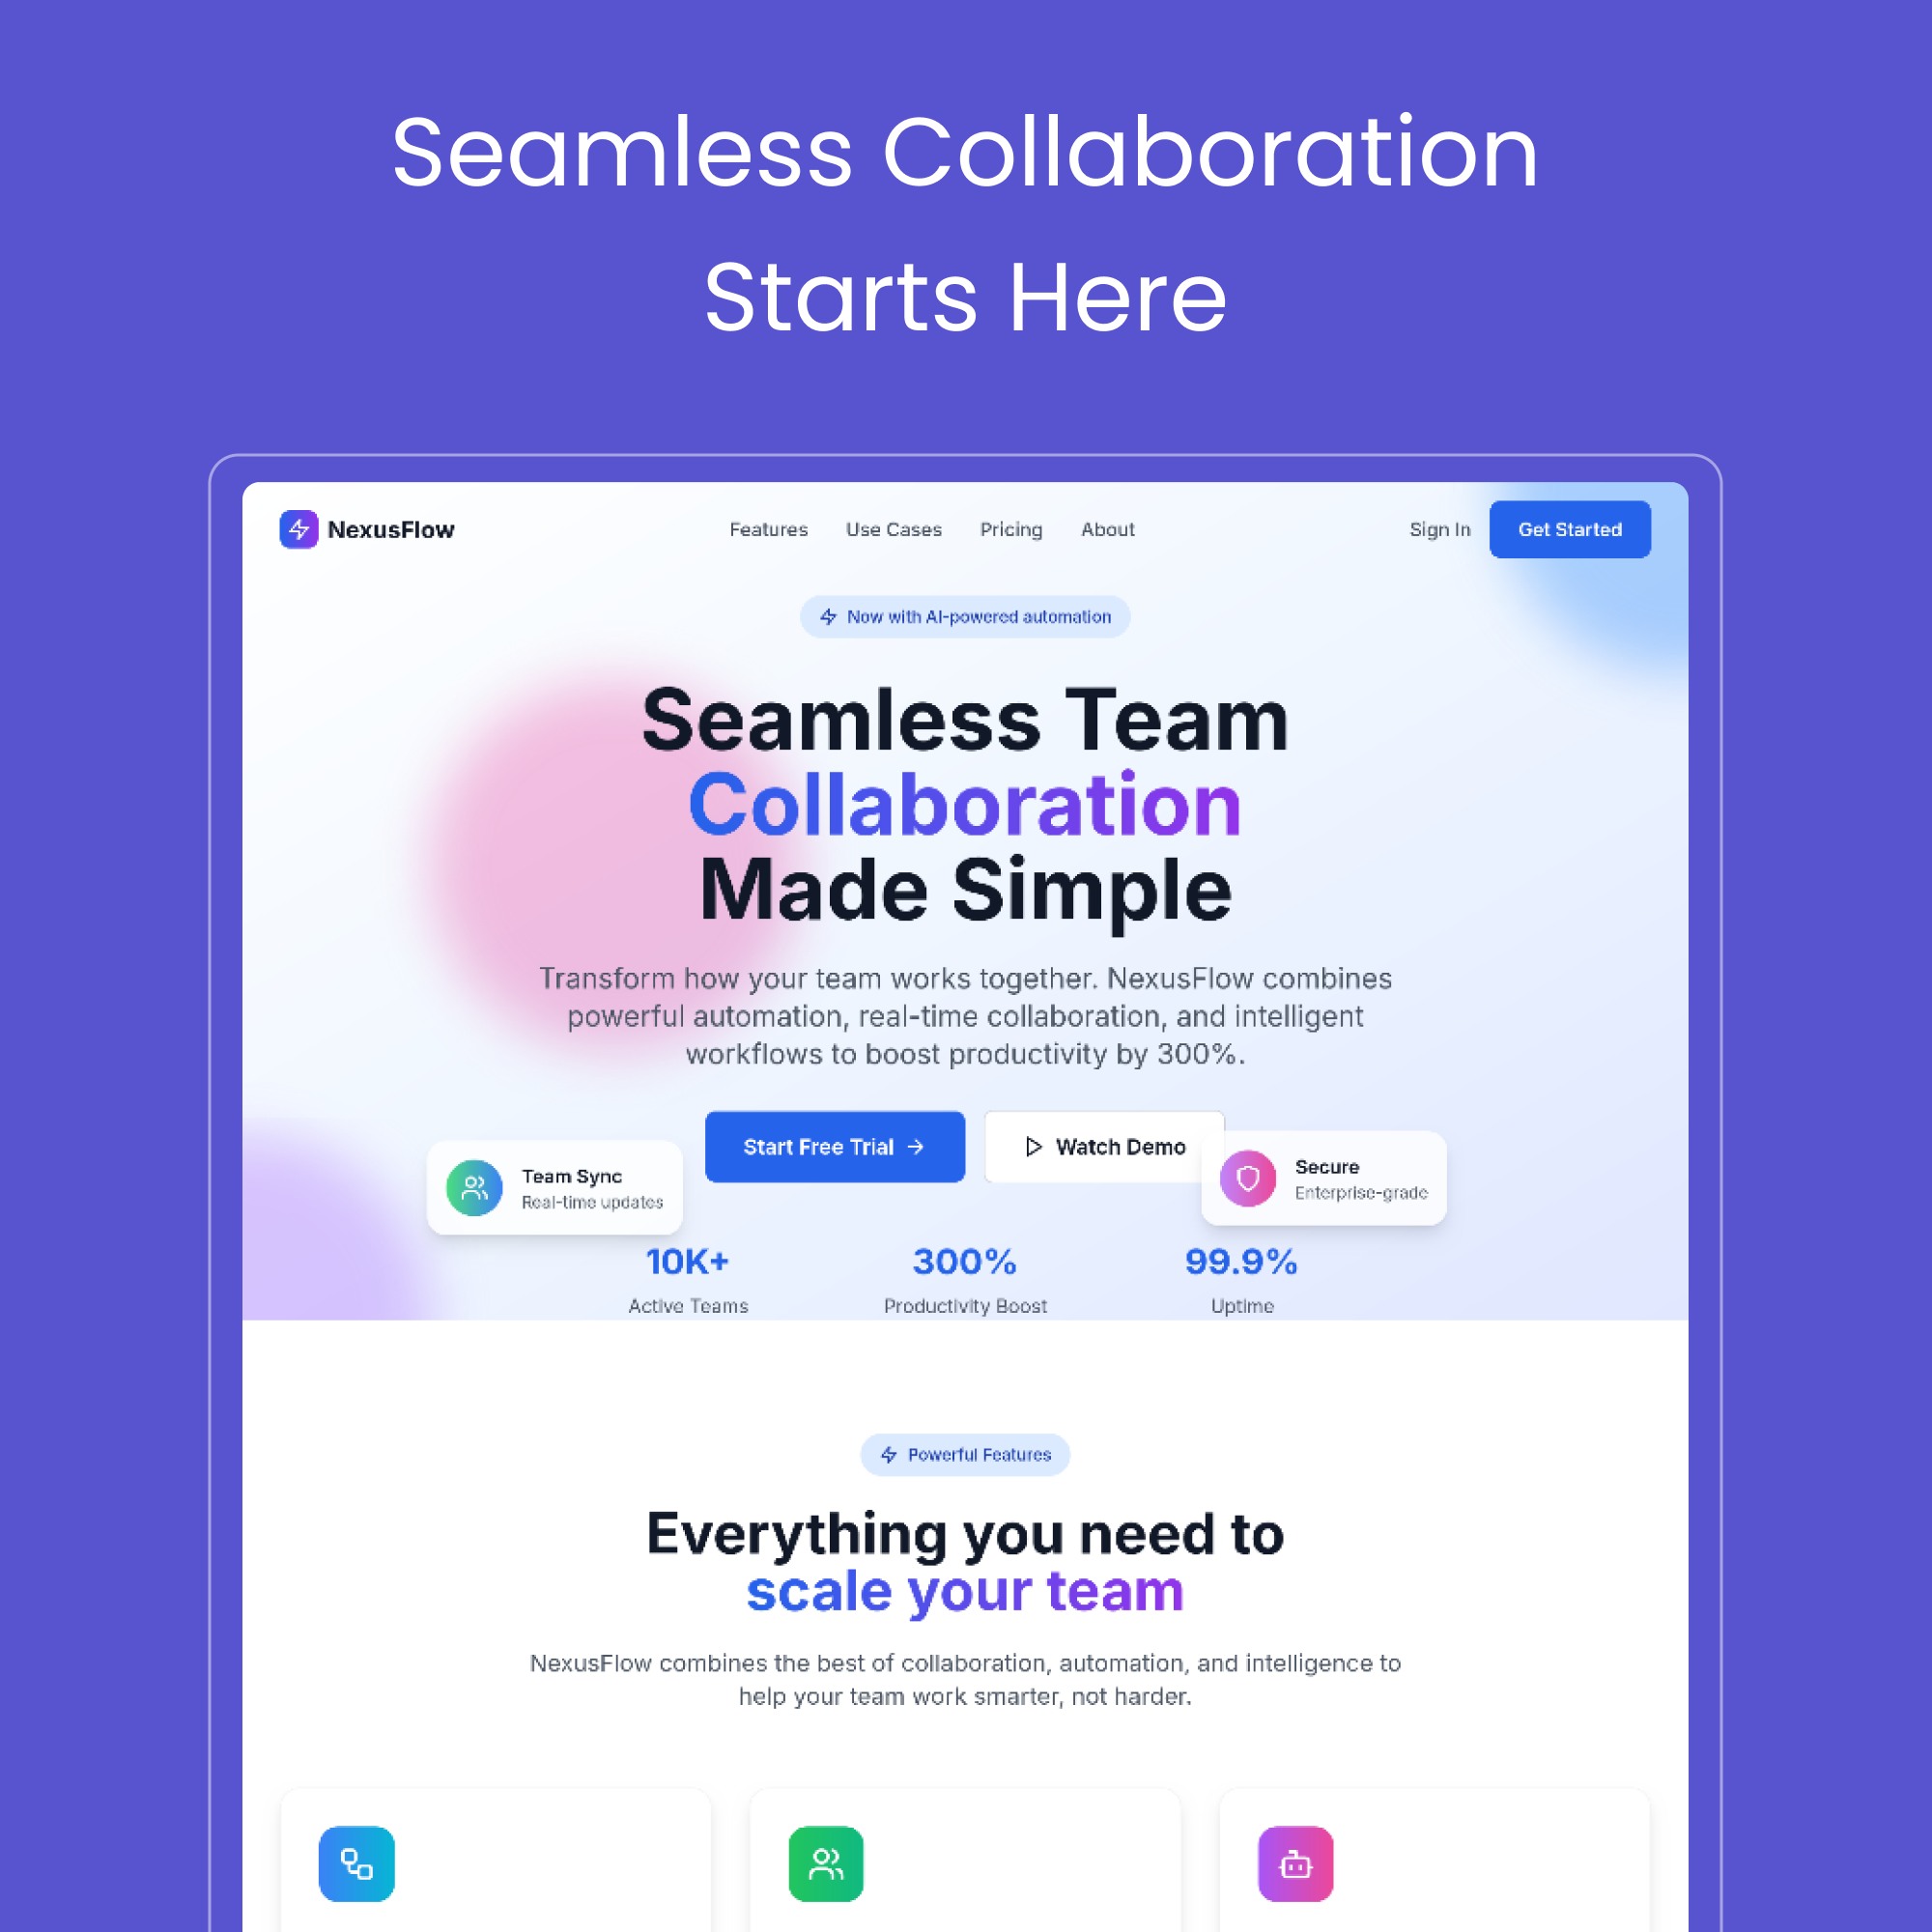 Seamless Collaboration
Starts Here
NexusFlow
Features
Use Cases
Pricing
About
Sign In
Get Started
Now with AI-powered automation
Seamless Team
Collaboration
Made Simple
Transform how your team works together. NexusFlow combines
powerful automation, real-time collaboration, and intelligent
workflows to boost productivity by 300%.
Start Free Trial →
Watch Demo
Team Sync
Real-time updates
Secure
Enterprise-grade
10K+
Active Teams
300%
Productivity Boost
99.9%
Uptime
Powerful Features
Everything you need to
scale your team
NexusFlow combines the best of collaboration, automation, and intelligence to
help your team work smarter, not harder.